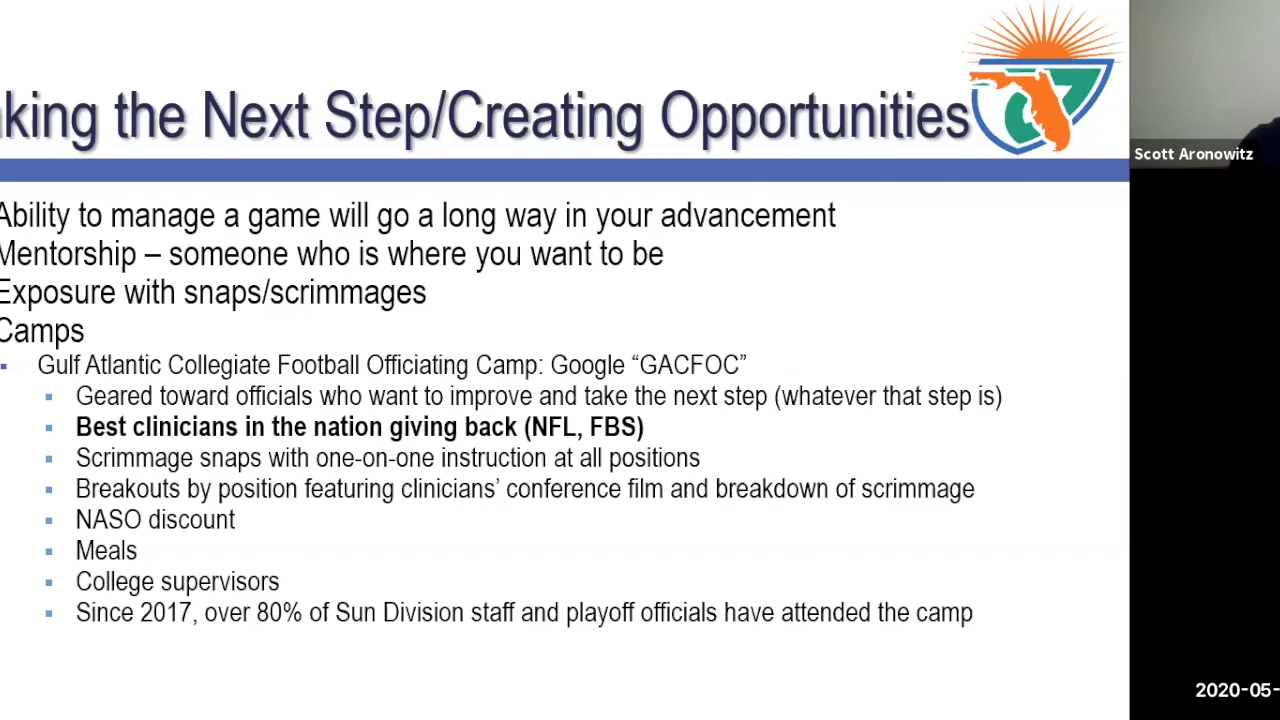 king the Next Step/Creating Opportunities
Scott Aronowitz
Ability to manage a game will go a long way in your advancement
Mentorship – someone who is where you want to be
Exposure with snaps/scrimmages
Camps
Gulf Atlantic Collegiate Football Officiating Camp: Google “GACFOC”
Geared toward officials who want to improve and take the next step (whatever that step is)
Best clinicians in the nation giving back (NFL, FBS)
Scrimmage snaps with one-on-one instruction at all positions
Breakouts by position featuring clinicians’ conference film and breakdown of scrimmage
NASO discount
Meals
College supervisors
Since 2017, over 80% of Sun Division staff and playoff officials have attended the camp
2020-05-